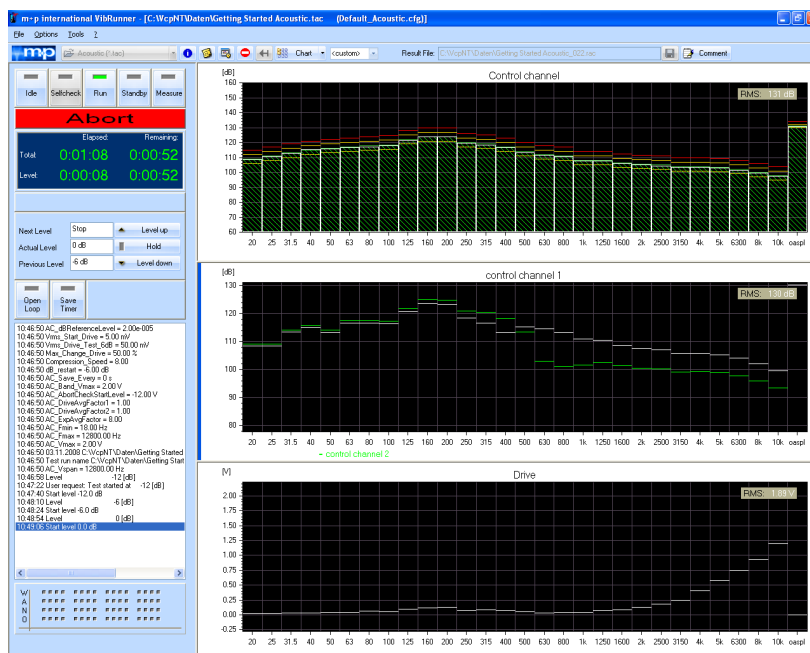 m+p international VibRunner - [C:\VcpNT\Daten\Getting Started Acoustic.tac (Default_Acoustic.cfg)]
File Options Tools ?
mp Acoustic (*.tac) Chart <custom> Result File: C:\VcpNT\Daten\Getting Started Acoustic_022.rac Comment
Idle Selfcheck Run Standby Measure
Abort
Elapsed: Remaining:
Total: 0:01:08 0:00:52
Level: 0:00:08 0:00:52
Next Level Stop Level up
Actual Level 0 dB Hold
Previous Level -6 dB Level down
Open Loop Save Timer
10:46:50 AC_dBReferenceLevel = 2.00e-005
10:46:50 Vrms_Start_Drive = 5.00 mV
10:46:50 Vrms_Drive_Test_6dB = 50.00 mV
10:46:50 Max_Change_Drive = 50.00 %
10:46:50 Compression_Speed = 8.00
10:46:50 dB_restart = -6.00 dB
10:46:50 AC_Save_Every = 0 s
10:46:50 AC_Band_Vmax = 2.00 V
10:46:50 AC_AbortCheckStartLevel = -12.00 V
10:46:50 AC_DriveAvgFactor1 = 1.00
10:46:50 AC_DriveAvgFactor2 = 1.00
10:46:50 AC_ExpAvgFactor = 8.00
10:46:50 AC_Fmin = 18.00 Hz
10:46:50 AC_Fmax = 12800.00 Hz
10:46:50 AC_Vmax = 2.00 V
10:46:50 03.11.2008 C:\VcpNT\Daten\Getting Started
10:46:50 Test run name C:\VcpNT\Daten\Getting Start
10:46:50 AC_Vspan = 12800.00 Hz
10:46:58 Level -12 [dB]
10:47:22 User request: Test started at -12 [dB]
10:47:40 Start level -12.0 dB
10:48:10 Level -6 [dB]
10:48:24 Start level -6.0 dB
10:48:54 Level 0 [dB]
10:49:06 Start level 0.0 dB
W
A
N
O
[dB] Control channel
RMS: 131 dB
160
150
140
130
120
110
100
90
80
70
60
20 25 31.5 40 50 63 80 100 125 160 200 250 315 400 500 630 800 1k 1250 1600 2k 2500 3150 4k 5k 6300 8k 10k oaspl
[dB] control channel 1
RMS: 130 dB
130
120
110
100
90
80
20 25 31.5 40 50 63 80 100 125 160 200 250 315 400 500 630 800 1k 1250 1600 2k 2500 3150 4k 5k 6300 8k 10k oaspl
control channel 2
[V] Drive
RMS: 1.89 V
2.00
1.75
1.50
1.25
1.00
0.75
0.50
0.25
0.00
-0.25
20 25 31.5 40 50 63 80 100 125 160 200 250 315 400 500 630 800 1k 1250 1600 2k 2500 3150 4k 5k 6300 8k 10k oaspl